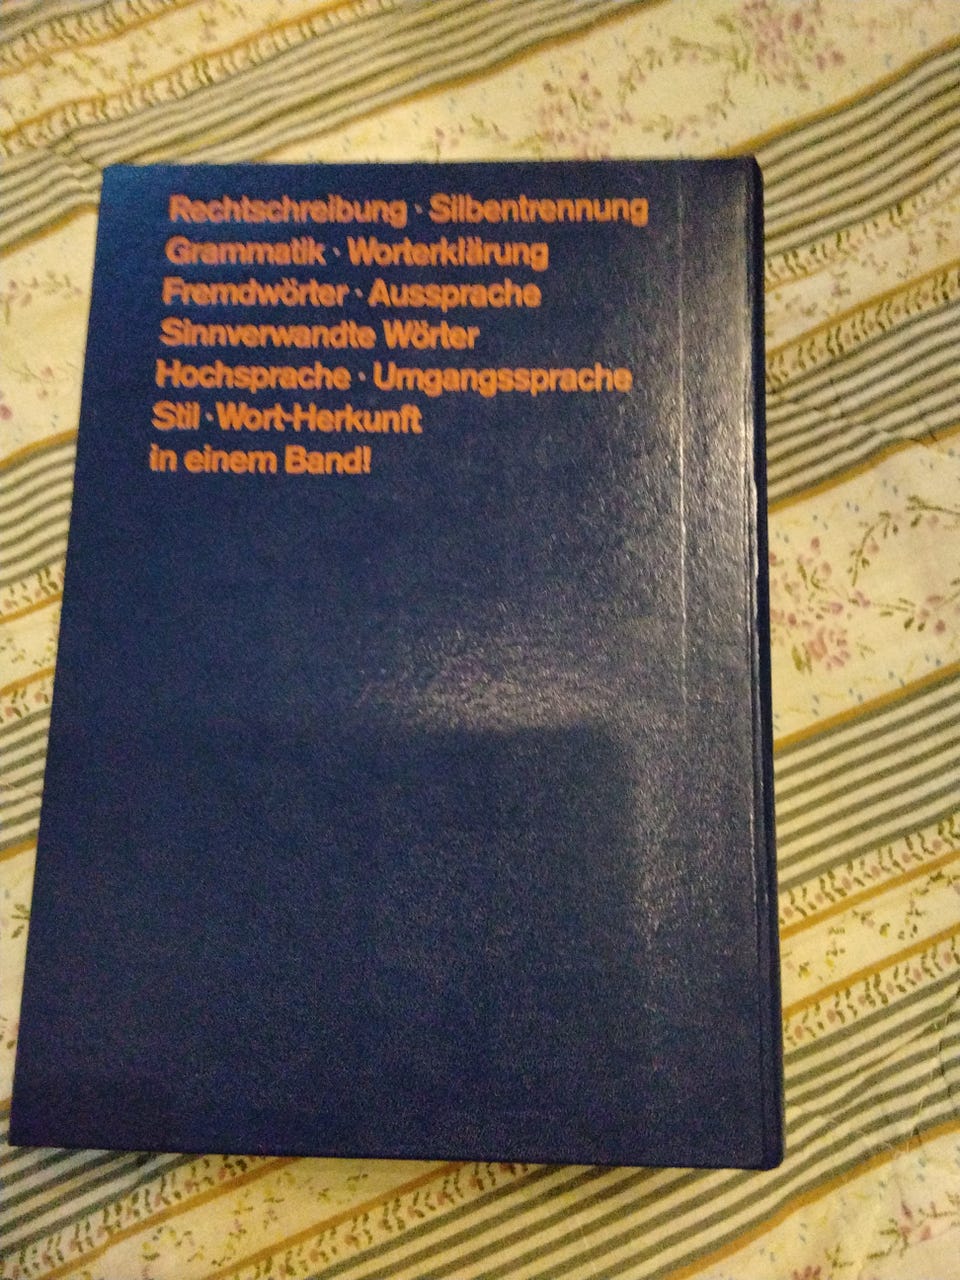 Rechtschreibung · Silbentrennung
Grammatik · Worterklärung
Fremdwörter · Aussprache
Sinnverwandte Wörter
Hochsprache · Umgangssprache
Stil · Wort-Herkunft
in einem Band!